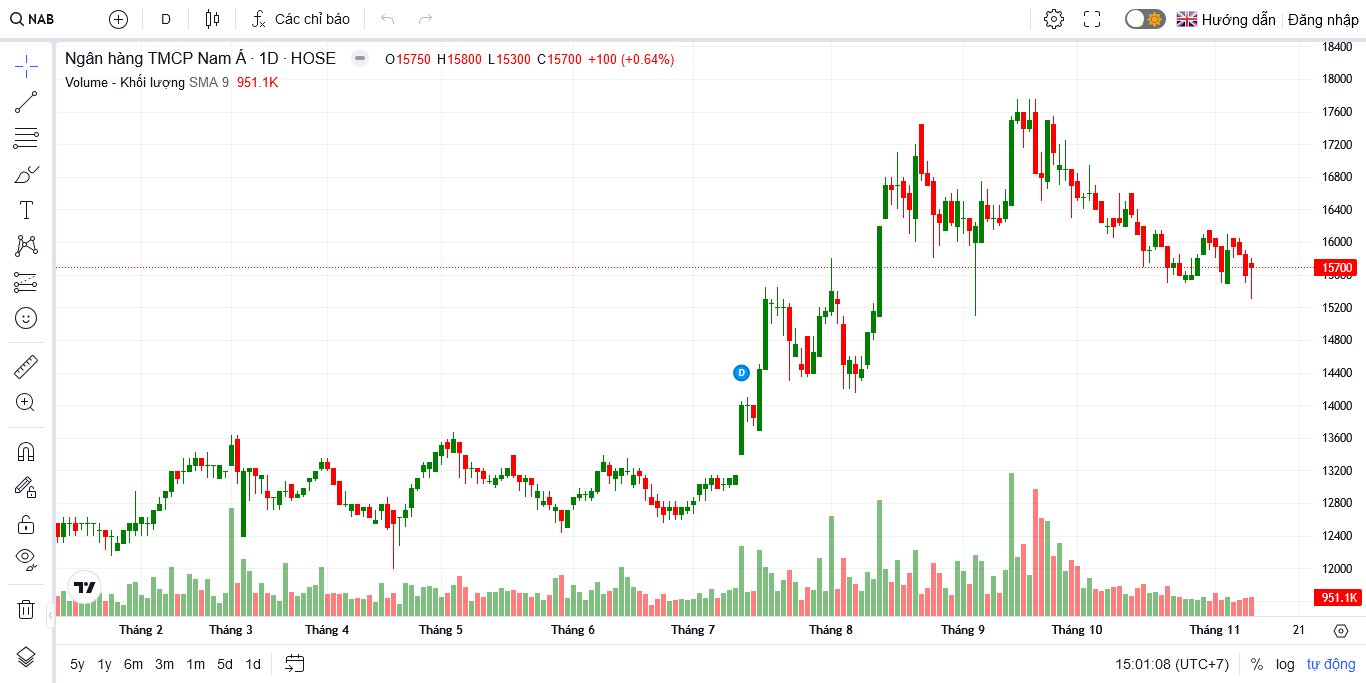 NAB D Các chỉ báo Hướng dẫn Đăng nhập
Ngân hàng TMCP Nam Á · 1D · HOSE O15750 H15800 L15300 C15700 +100 (+0.64%)
Volume - Khối lượng SMA 9 951.1K
18400
18000
17600
17200
16800
16400
16000
15700
15600
15200
14800
14400
D
14000
13600
13200
12800
12400
12000
951.1K
Tháng 2 Tháng 3 Tháng 4 Tháng 5 Tháng 6 Tháng 7 Tháng 8 Tháng 9 Tháng 10 Tháng 11 21
5y 1y 6m 3m 1m 5d 1d 15:01:08 (UTC+7) % log tự động